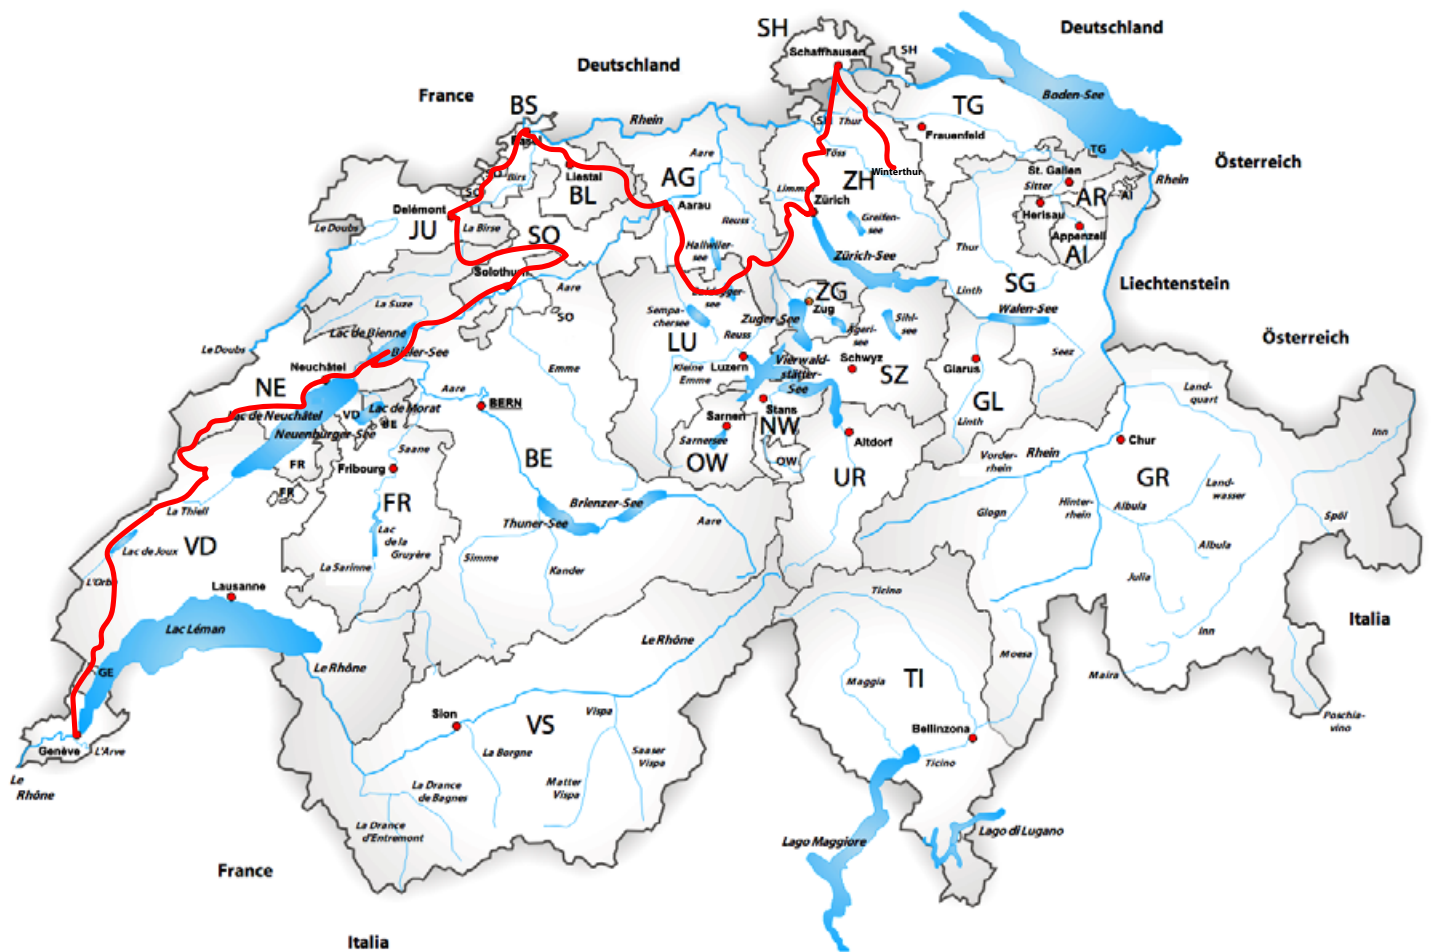 SH
Deutschland
Schaffhausen
SH
Deutschland
France
BS
Boden-See
TG
Rhein
Thur
Frauenfeld
Basel
Aare
Töss
TG
Österreich
SO
Birs
Liestal
AG
Winterthur
St. Gallen
Rhein
SO
BL
Limmat
ZH
Sitter
AR
AI
Delémont
Aarau
Zürich
Herisau
Le Doubs
JU
La Birse
SO
Reuss
Greifen-
see
Appenzell
AI
Hallwiler-
see
Zürich-See
Thur
Solothurn
SG
Liechtenstein
Aare
Linth
La Suze
SO
Sempa-
chersee
see
Zuger-See
ZG
Zug
Ägeri-
see
Sihl-
see
Walen-See
Österreich
Lac de Bienne
Bieler-See
LU
Reuss
Le Doubs
Neuchâtel
Emme
Kleine
Emme
Luzern
Vierwald-
stätter-
See
Schwyz
SZ
Glarus
Seez
NE
Aare
BERN
Land-
quart
Lac de Neuchâtel
Neuenburger-See
VD
Lac de Morat
BE
Sarnen
Stans
NW
GL
Linth
Inn
Saane
Sarnersee
OW
OW
Altdorf
Chur
FR
Fribourg
BE
UR
Vorder-
rhein
Rhein
GR
FR
FR
Brienzer-See
Glogn
Hinter-
rhein
Albula
Land-
wasser
La Thiell
Thuner-See
Aare
Spöl
Lac
de la
Gruyère
VD
Lac de Joux
Simme
Albula
La Sarinne
Kander
Julia
L'Orbe
Lausanne
Ticino
Italia
Lac Léman
Le Rhône
Inn
Le Rhône
Moesa
GE
TI
Maggia
Maira
Sion
VS
Vispa
Poschia-
vino
Bellinzona
Genève
L'Arve
La Borgne
Saaser
Vispa
Ticino
Le
Rhône
La Drance
de Bagnes
Matter
Vispa
La Drance
d'Entremont
Lago Maggiore
Lago di Lugano
France
Italia